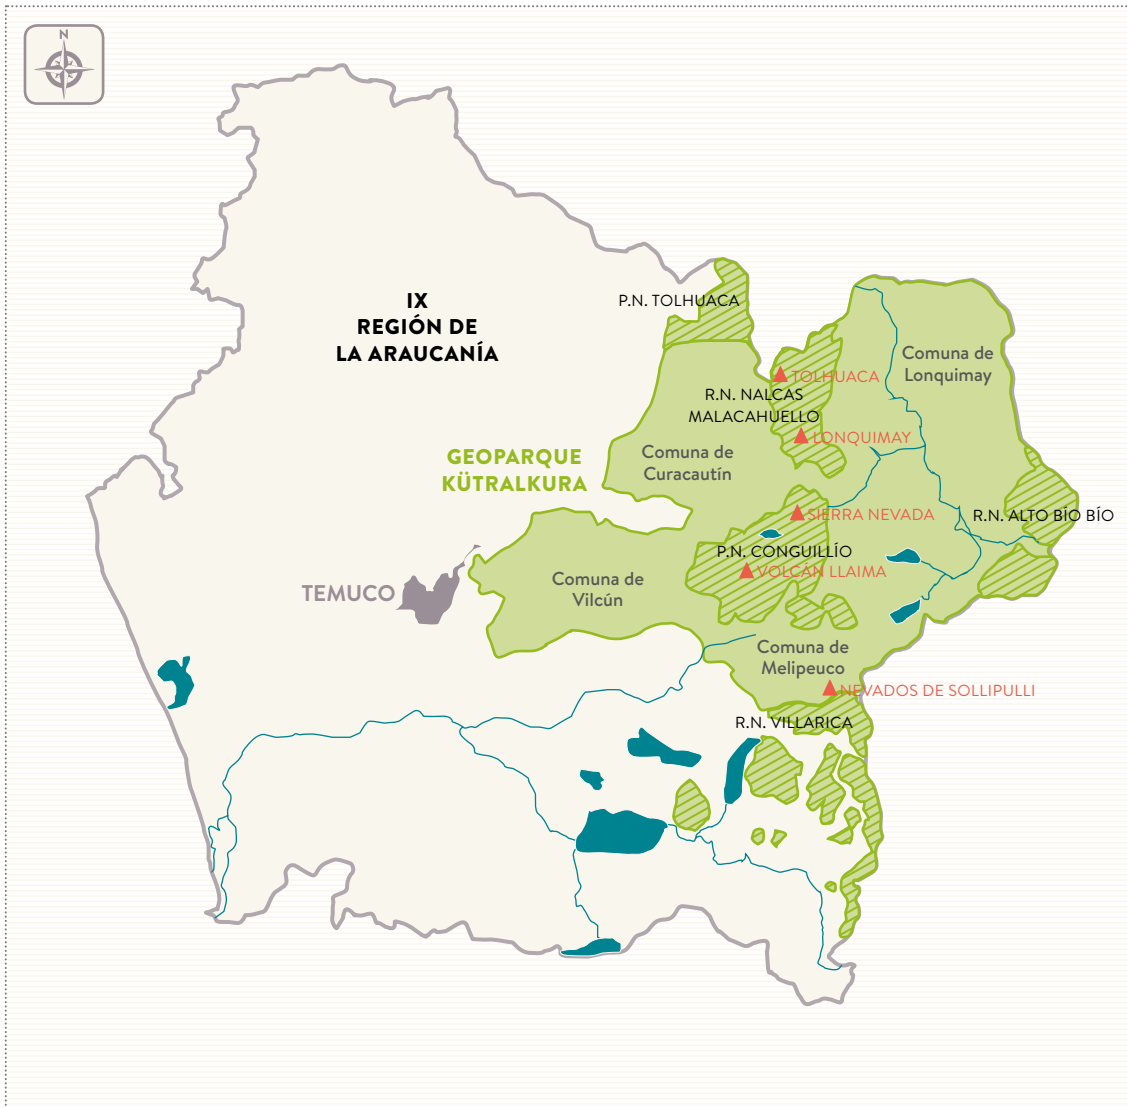 N
IX
REGIÓN DE
LA ARAUCANÍA
P.N. TOLHUACA
Comuna de
Lonquimay
TOLHUACA
R.N. NALCAS
MALACAHUELLO
LONQUIMAY
GEOPARQUE
KÜTRALKURA
Comuna de
Curacautín
SIERRA NEVADA
R.N. ALTO BÍO BÍO
P.N. CONGUILLÍO
VOLCÁN LLAIMA
TEMUCO
Comuna de
Vilcún
Comuna de
Melipeuco
NEVADOS DE SOLLIPULLI
R.N. VILLARICA